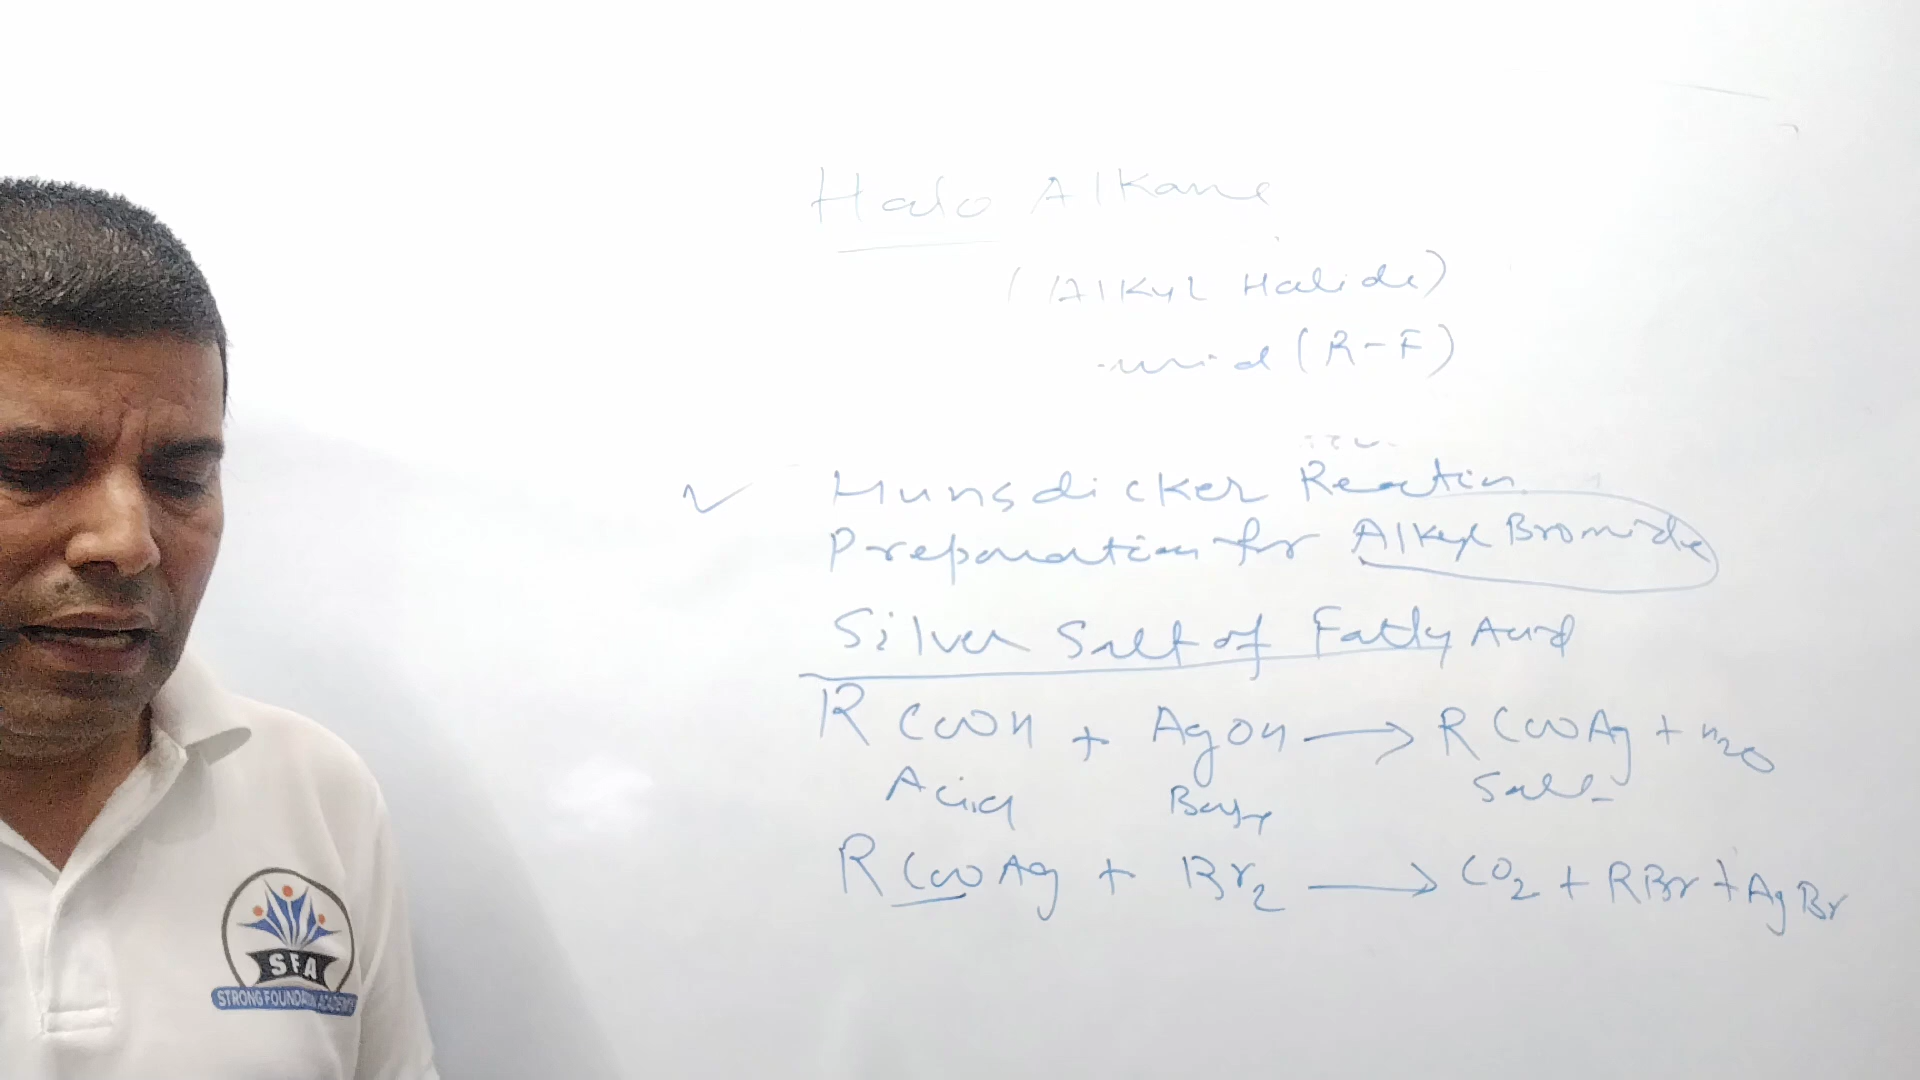 Halo Alkane
(Alkyl Halide)
(R-F)
Hunsdicker Reaction
Preparation for Alkyl Bromide
Silver Salt of Fatty Acid
RCOOH + AgOH → RCOOAg + H2O
Acid Base Salt
RCOOAg + Br2 → CO2 + RBr + AgBr
SFA
STRONG FOUNDATION ACADEMY